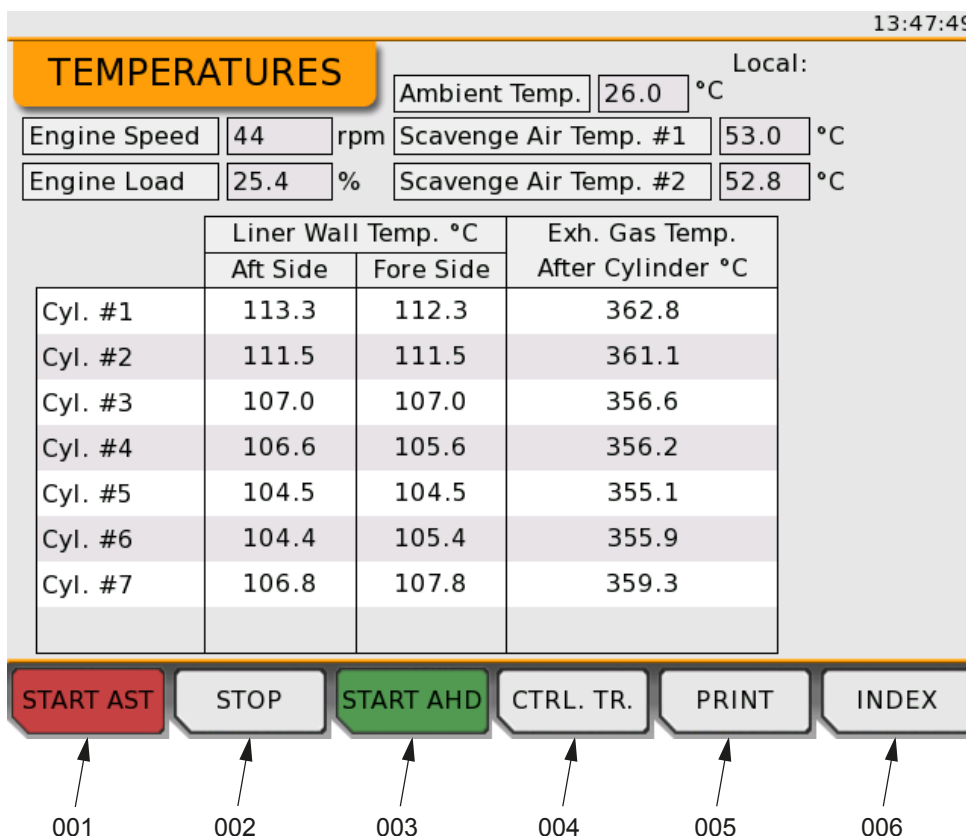 13:47:49
TEMPERATURES
Local:
Ambient Temp. 26.0 °C
Engine Speed 44 rpm Scavenge Air Temp. #1 53.0 °C
Engine Load 25.4 % Scavenge Air Temp. #2 52.8 °C
Liner Wall Temp. °C Exh. Gas Temp.
Aft Side Fore Side After Cylinder °C
Cyl. #1 113.3 112.3 362.8
Cyl. #2 111.5 111.5 361.1
Cyl. #3 107.0 107.0 356.6
Cyl. #4 106.6 105.6 356.2
Cyl. #5 104.5 104.5 355.1
Cyl. #6 104.4 105.4 355.9
Cyl. #7 106.8 107.8 359.3
START AST STOP START AHD CTRL. TR. PRINT INDEX
001 002 003 004 005 006